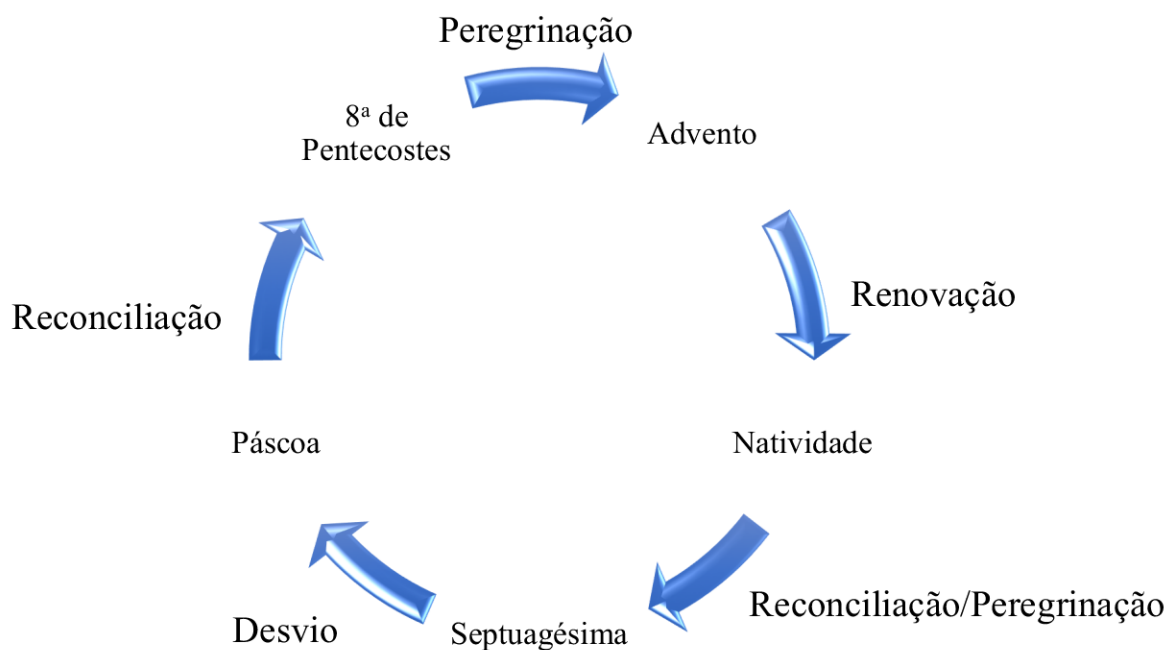 Peregrinação
8ª de
Pentecostes
Advento
Renovação
Reconciliação
Páscoa
Natividade
Reconciliação/Peregrinação
Desvio
Septuagésima